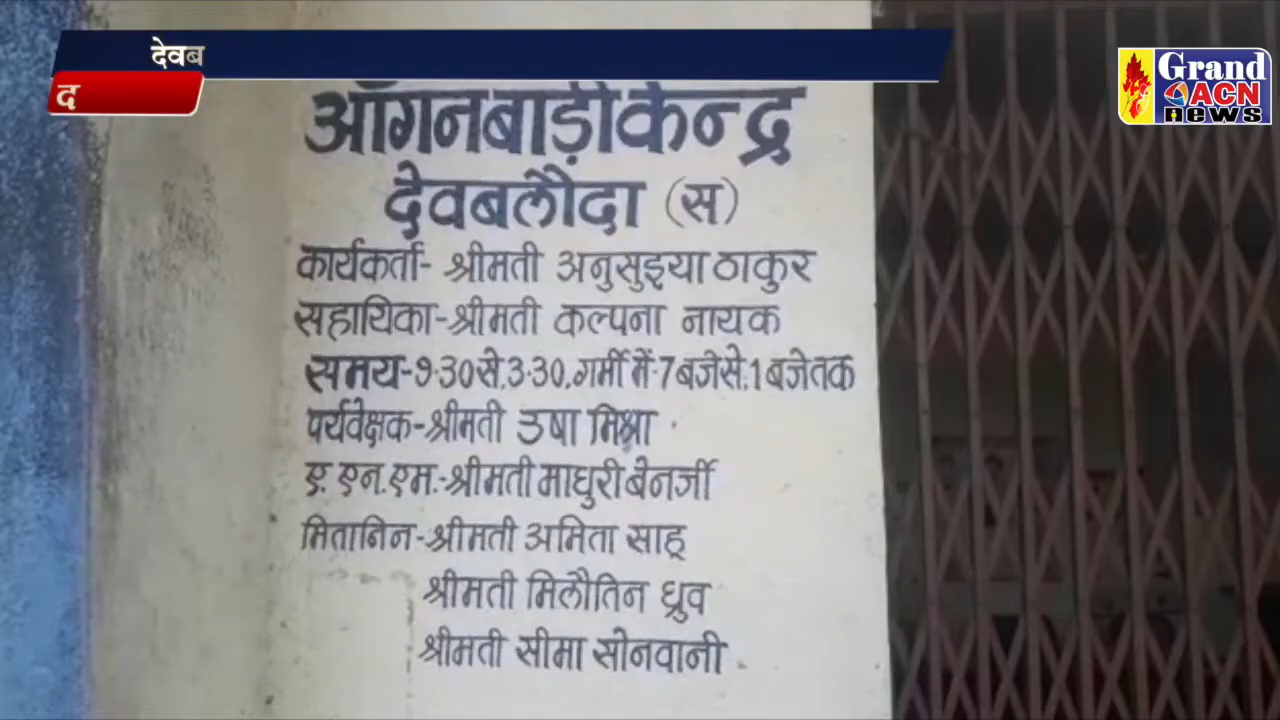 देवब
द
Grand
ACN
news
आँगनबाड़ी केन्द्र
देवबलौदा (स)
कार्यकर्ता- श्रीमती अनुसुइया ठाकुर
सहायिका-श्रीमती कल्पना नायक
समय-9.30 से.3.30. गर्मी में.7 बजे से.1 बजे तक
पर्यवेक्षक-श्रीमती उषा मिश्रा
ए. एन. एम.-श्रीमती माधुरी बेनर्जी
मितानिन-श्रीमती अमिता साहू
श्रीमती मिलौतिन ध्रुव
श्रीमती सीमा सोनवानी